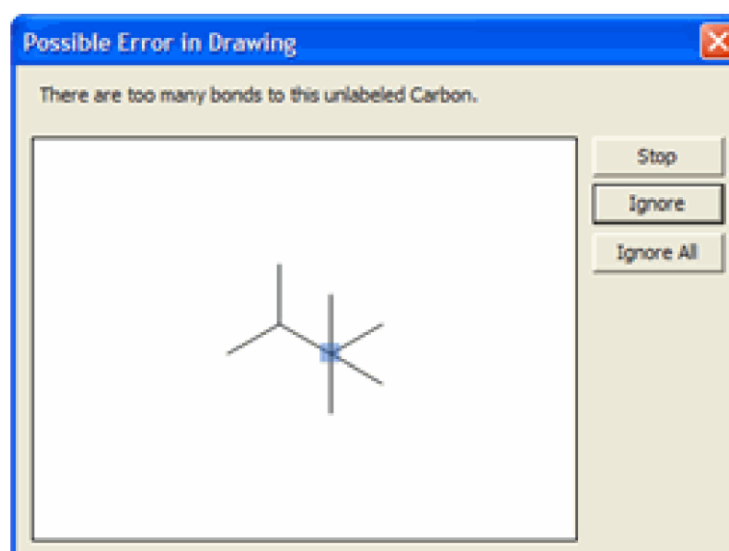 Possible Error in Drawing
There are too many bonds to this unlabeled Carbon.
Stop
Ignore
Ignore All